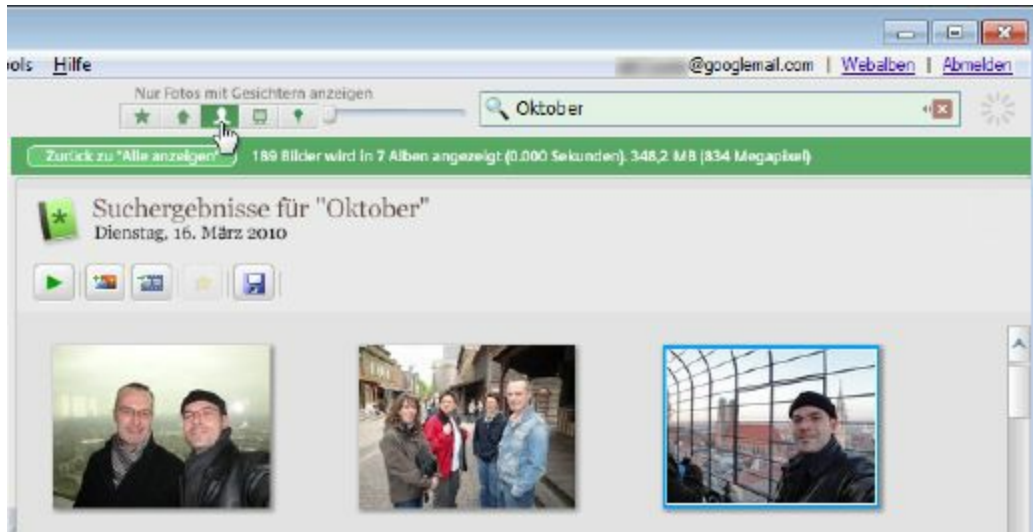 Hilfe
@googlemail.com | Webalben | Abmelden
Nur Fotos mit Gesichtern anzeigen
Oktober
Zurück zu "Alle anzeigen"
189 Bilder wird in 7 Alben angezeigt (0.000 Sekunden). 348,2 MB (834 Megapixel)
Suchergebnisse für "Oktober"
Dienstag, 16. März 2010